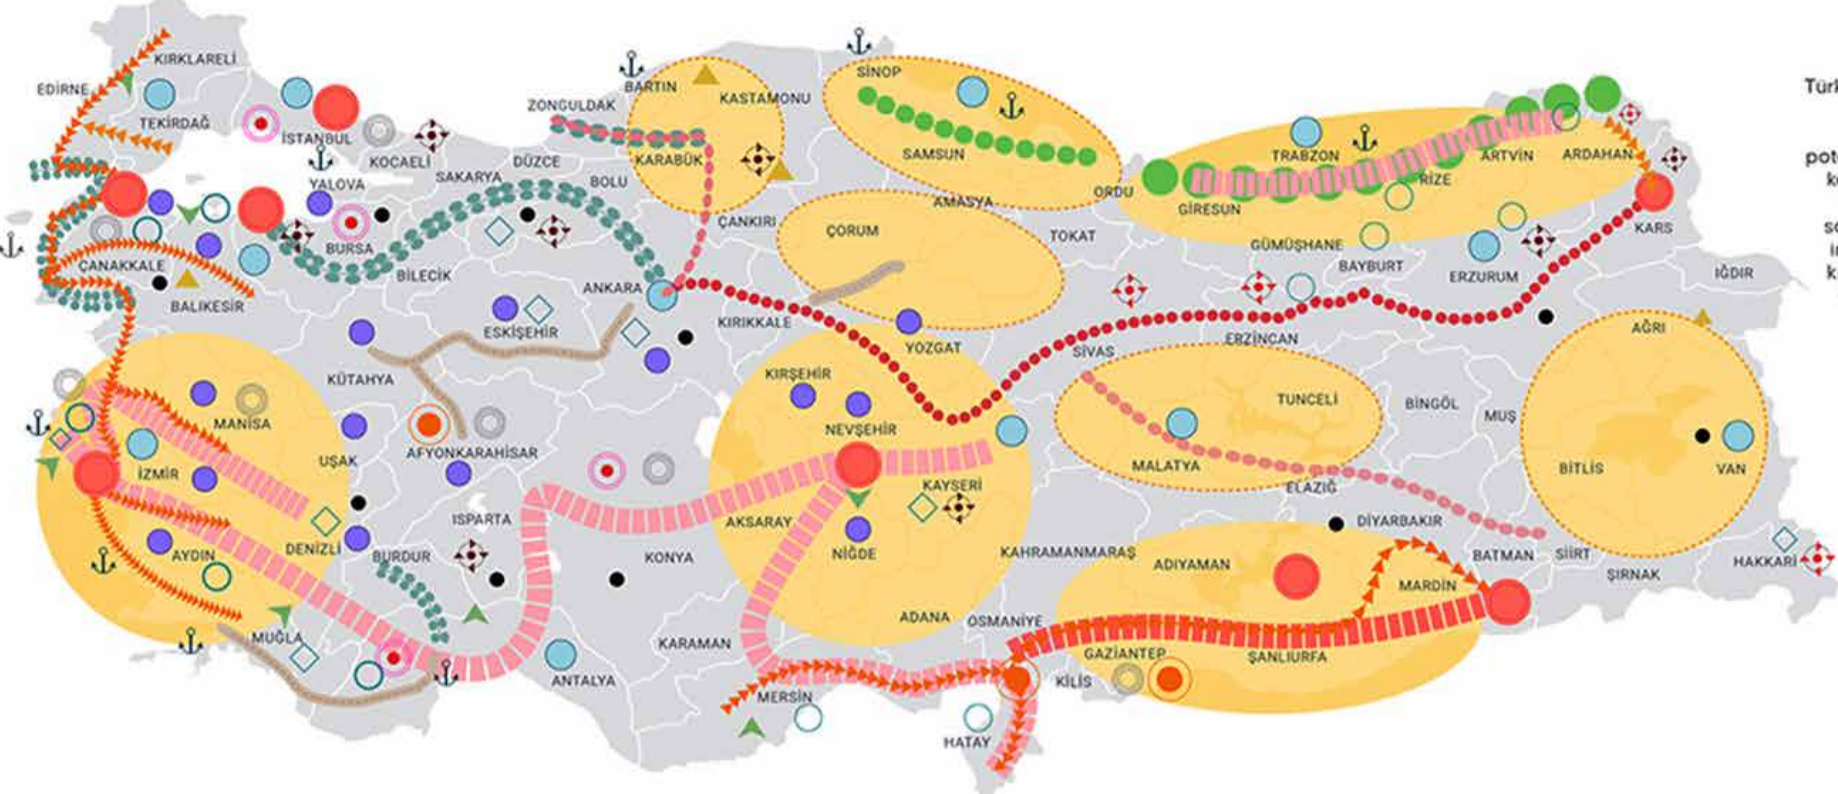 KIRKLARELİ
EDİRNE
TEKİRDAĞ
İSTANBUL
KOCAELİ
YALOVA
SAKARYA
DÜZCE
BOLU
ZONGULDAK
BARTIN
KARABÜK
KASTAMONU
SİNOP
SAMSUN
AMASYA
ORDU
GİRESUN
TRABZON
RİZE
ARTVİN
ARDAHAN
KARS
IĞDIR
Türk
GÜMÜŞHANE
BAYBURT
ERZURUM
ÇANAKKALE
BALIKESİR
BURSA
BİLECİK
ESKİŞEHİR
ANKARA
ÇANKIRI
ÇORUM
TOKAT
KIRIKKALE
YOZGAT
SİVAS
ERZİNCAN
TUNCELİ
BİNGÖL
MUŞ
AĞRI
BİTLİS
VAN
KÜTAHYA
MANİSA
İZMİR
UŞAK
AFYONKARAHİSAR
KIRŞEHİR
NEVŞEHİR
KAYSERİ
MALATYA
ELAZIĞ
DİYARBAKIR
AYDIN
DENİZLİ
BURDUR
ISPARTA
KONYA
AKSARAY
NİĞDE
KAHRAMANMARAŞ
ADIYAMAN
BATMAN
SİİRT
ŞIRNAK
HAKKARİ
MARDİN
MUĞLA
ANTALYA
KARAMAN
MERSİN
ADANA
OSMANİYE
GAZİANTEP
KİLİS
ŞANLIURFA
HATAY